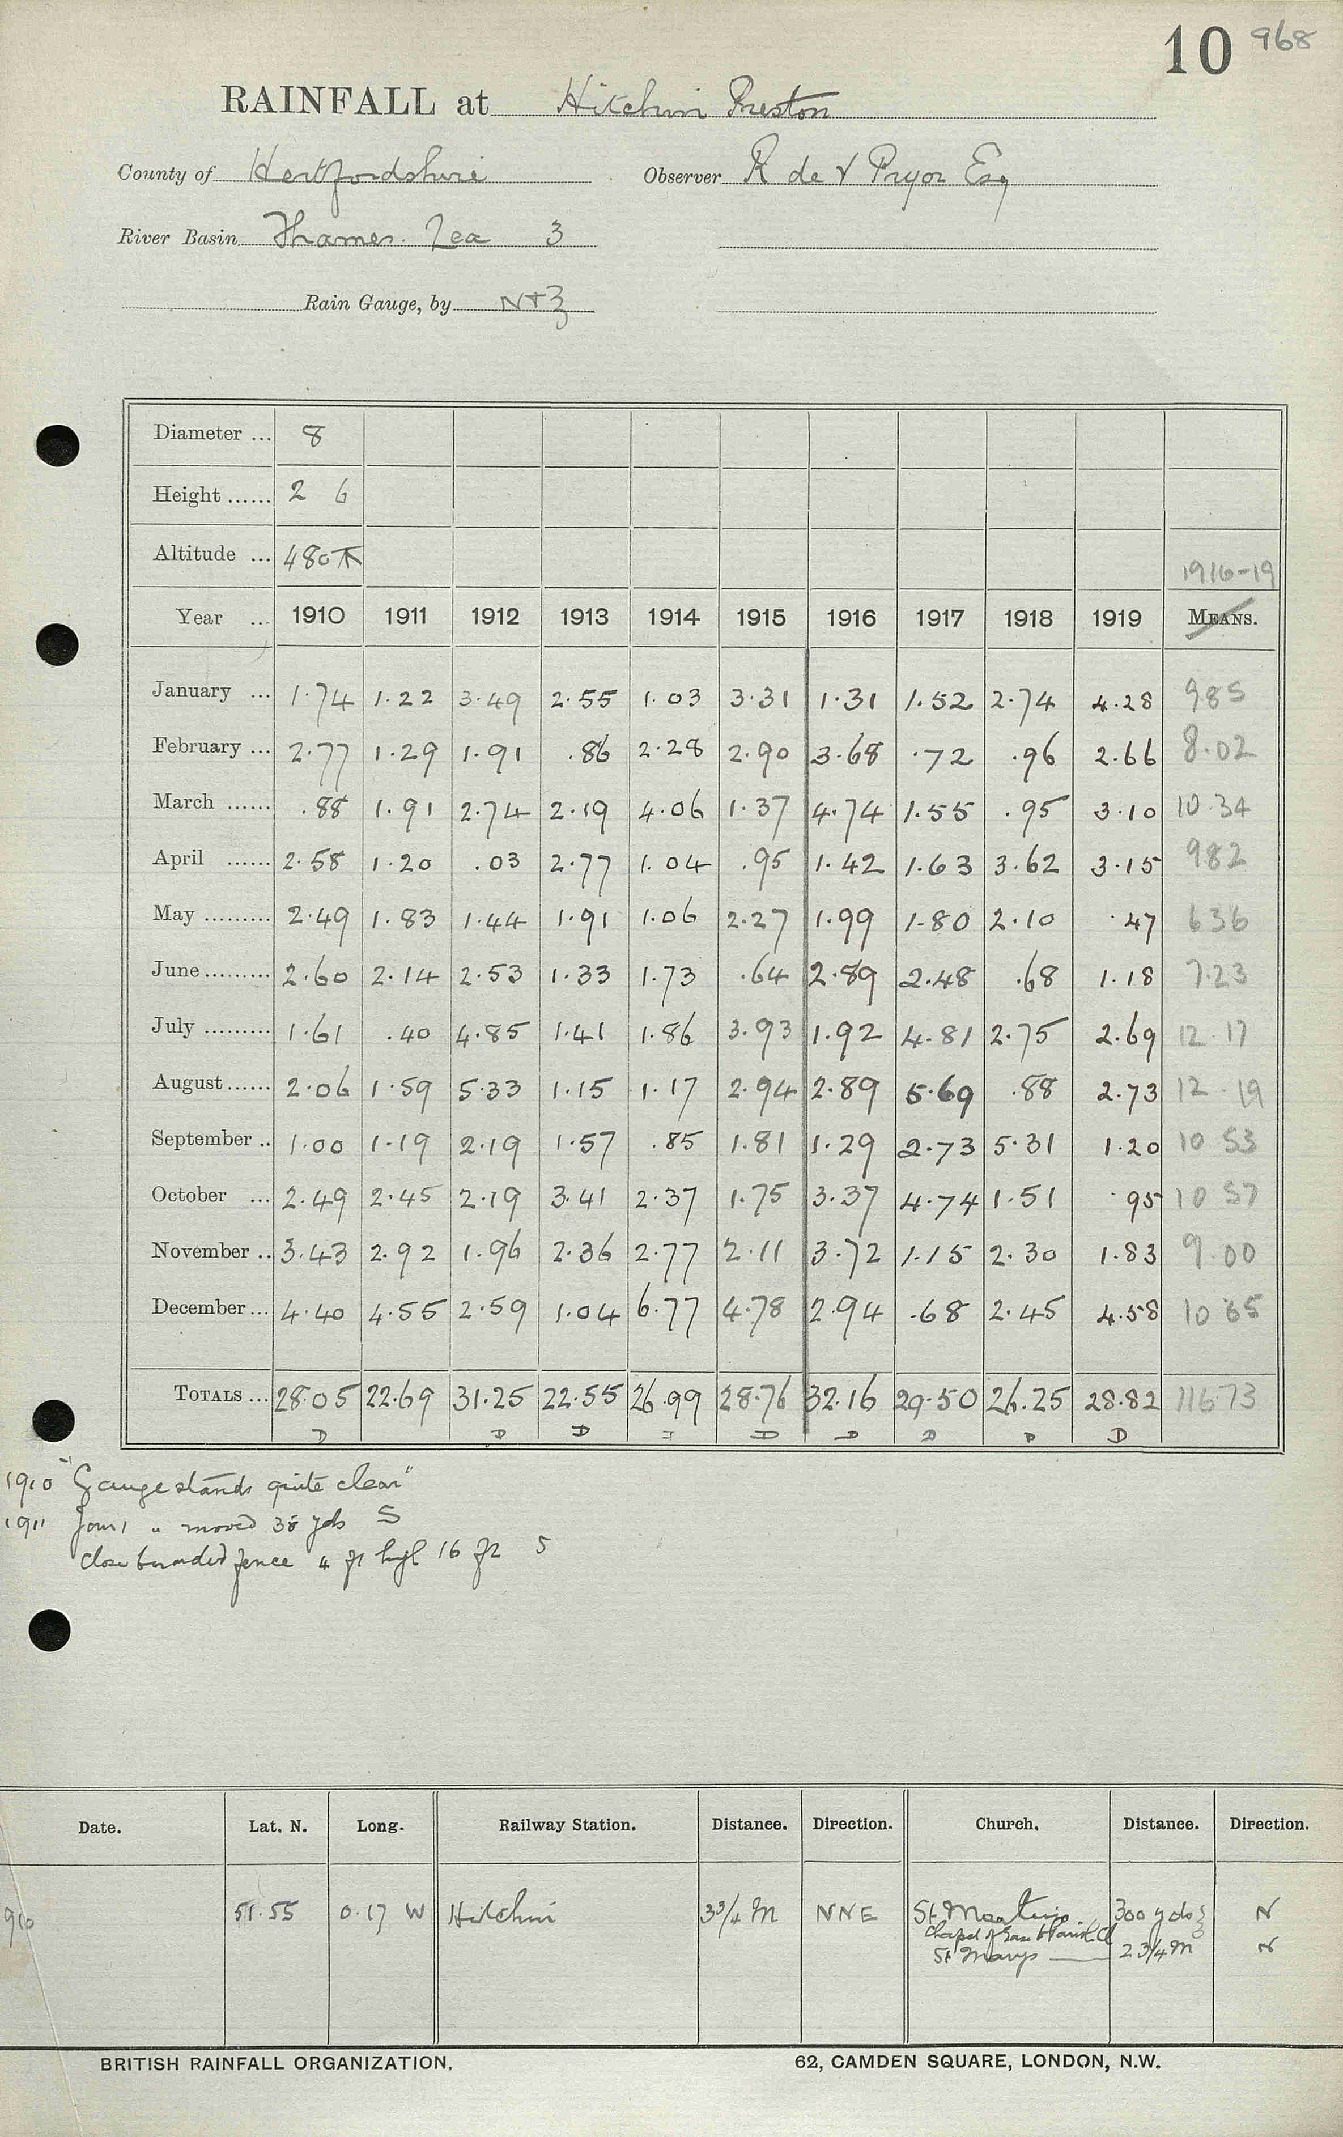 10 968
RAINFALL at Hitchin Preston
County of Hertfordshire Observer R de V Pryor Esq
River Basin Thames. Lea 3
Rain Gauge, by N+Z
Diameter ... 8
Height ...... 2 6
Altitude ... 480
1916-19
Year ... 1910 1911 1912 1913 1914 1915 1916 1917 1918 1919 MEANS.
January ... 1.74 1.22 3.49 2.55 1.03 3.31 1.31 1.52 2.74 4.28 985
February ... 2.77 1.29 1.91 .86 2.28 2.90 3.68 .72 .96 2.66 8.02
March ...... .88 1.91 2.74 2.19 4.06 1.37 4.74 1.55 .95 3.10 10.34
April ...... 2.58 1.20 .03 2.77 1.04 .95 1.42 1.63 3.62 3.15 982
May ......... 2.49 1.83 1.44 1.91 1.06 2.27 1.99 1.80 2.10 .47 636
June ......... 2.60 2.14 2.53 1.33 1.73 .64 2.89 2.48 .68 1.18 7.23
July ......... 1.61 .40 4.85 1.41 1.86 3.93 1.92 4.81 2.75 2.69 12.17
August ...... 2.06 1.59 5.33 1.15 1.17 2.94 2.89 5.69 .88 2.73 12.19
September .. 1.00 1.19 2.19 1.57 .85 1.81 1.29 2.73 5.31 1.20 10 53
October ... 2.49 2.45 2.19 3.41 2.37 1.75 3.37 4.74 1.51 .95 10 57
November .. 3.43 2.92 1.96 2.36 2.77 2.11 3.72 1.15 2.30 1.83 9 00
December ... 4.40 4.55 2.59 1.04 6.77 4.78 2.94 .68 2.45 4.58 10 65
TOTALS ... 28.05 22.69 31.25 22.55 26.99 28.76 32.16 29.50 26.25 28.82 11673
D D D D D D D D
1910 "Gauge stands quite clear"
1911 " moved 38 yds S
Close boarded fence 4 ft high 16 ft S
Date. Lat. N. Long. Railway Station. Distance. Direction. Church. Distance. Direction.
910 51.55 0.17 W Hitchin 3 3/4 M NNE St Martins 300 yds N
Chapel of Ease to Parish
St Marys 2 3/4 M N
BRITISH RAINFALL ORGANIZATION. 62, CAMDEN SQUARE, LONDON, N.W.